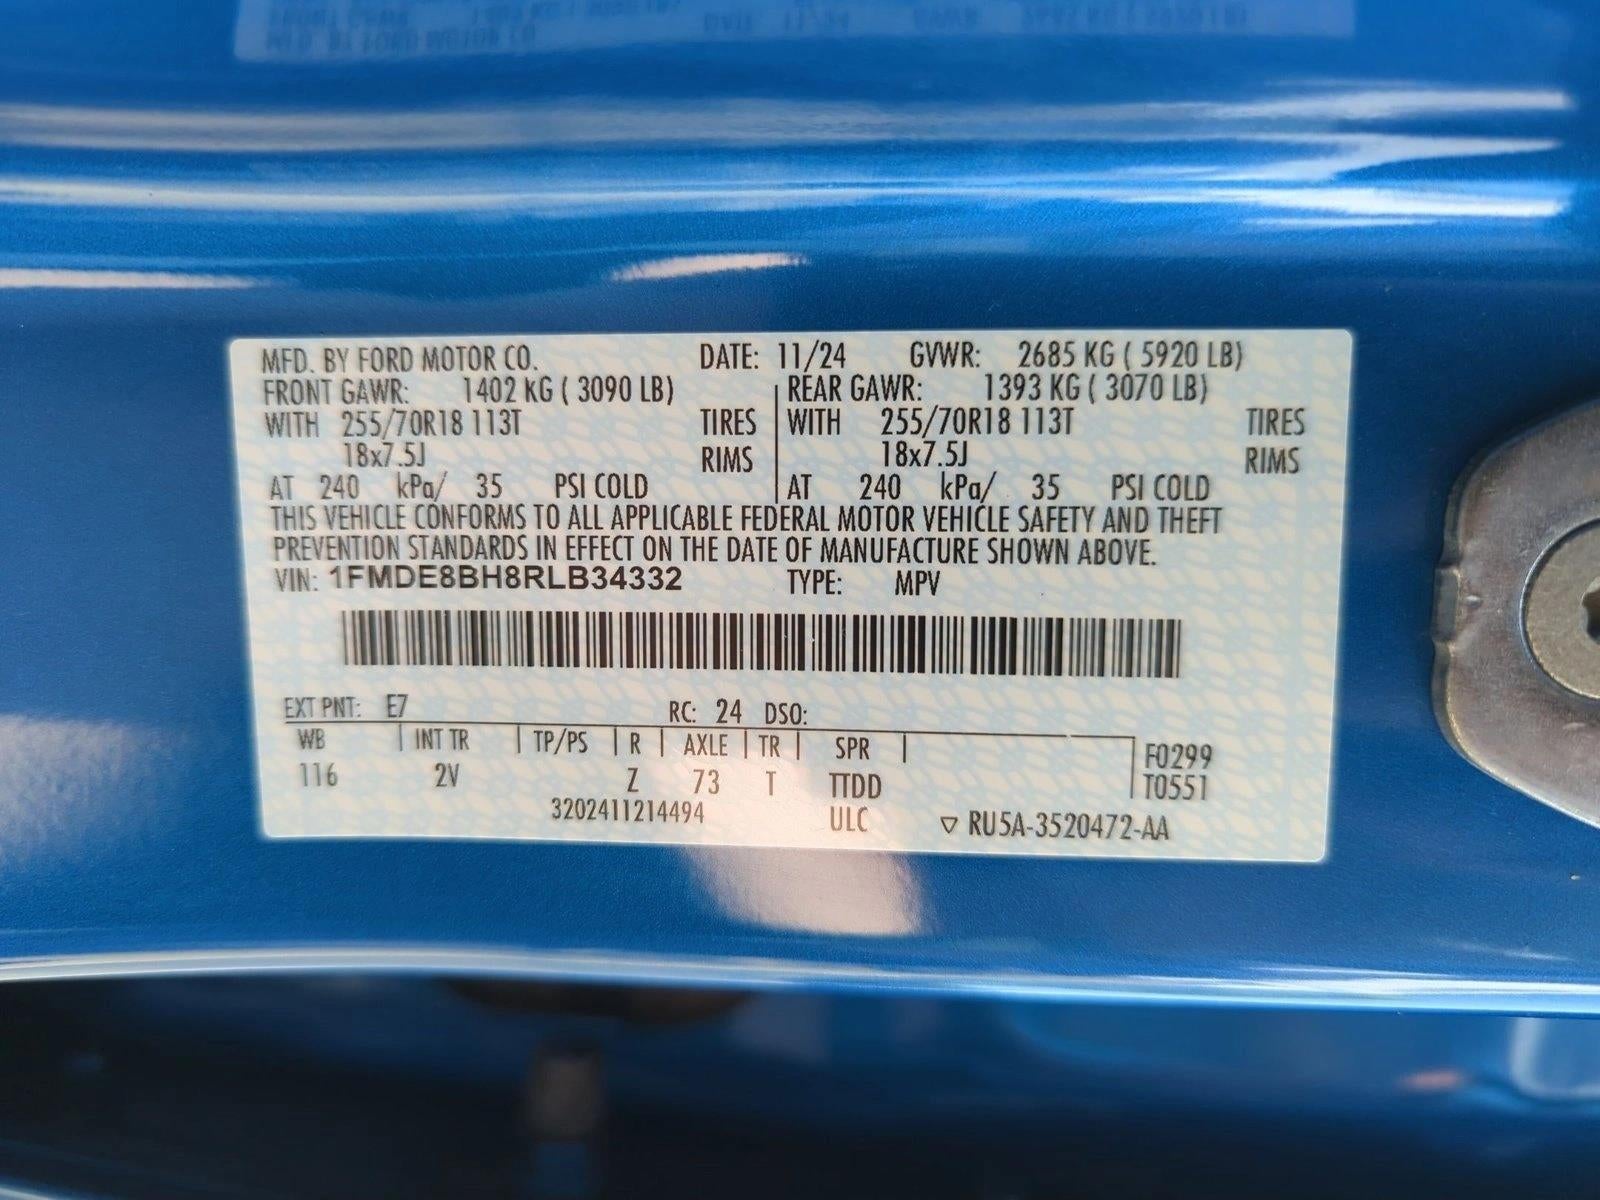 MFD. BY FORD MOTOR CO. DATE: 11/24 GVWR: 2685 KG ( 5920 LB)
FRONT GAWR: 1402 KG ( 3090 LB) REAR GAWR: 1393 KG ( 3070 LB)
WITH 255/70R18 113T TIRES WITH 255/70R18 113T TIRES
18x7.5J RIMS 18x7.5J RIMS
AT 240 kPa/ 35 PSI COLD AT 240 kPa/ 35 PSI COLD
THIS VEHICLE CONFORMS TO ALL APPLICABLE FEDERAL MOTOR VEHICLE SAFETY AND THEFT
PREVENTION STANDARDS IN EFFECT ON THE DATE OF MANUFACTURE SHOWN ABOVE.
VIN: 1FMDE8BH8RLB34332 TYPE: MPV
EXT PNT: E7 RC: 24 DSO:
WB INT TR TP/PS R AXLE TR SPR F0299
116 2V Z 73 T TTDD T0551
3202411214494 ULC ▽ RU5A-3520472-AA